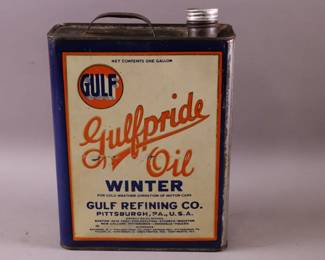 NET CONTENTS ONE GALLON
GULF
Gulfpride
Oil
WINTER
FOR COLD WEATHER LUBRICATION OF MOTOR CARS
GULF REFINING CO.
PITTSBURGH, PA., U.S.A.